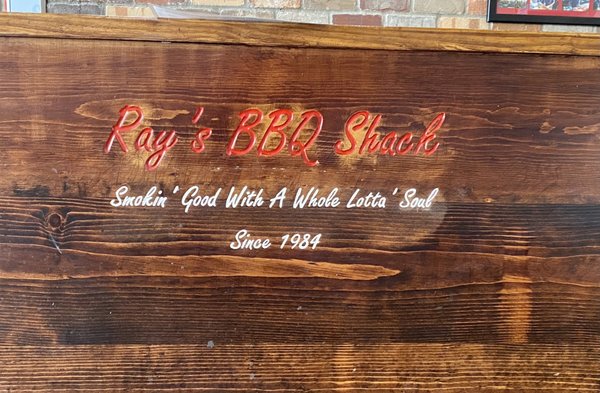 Ray's BBQ Shack
Smokin' Good With A Whole Lotta' Soul
Since 1984